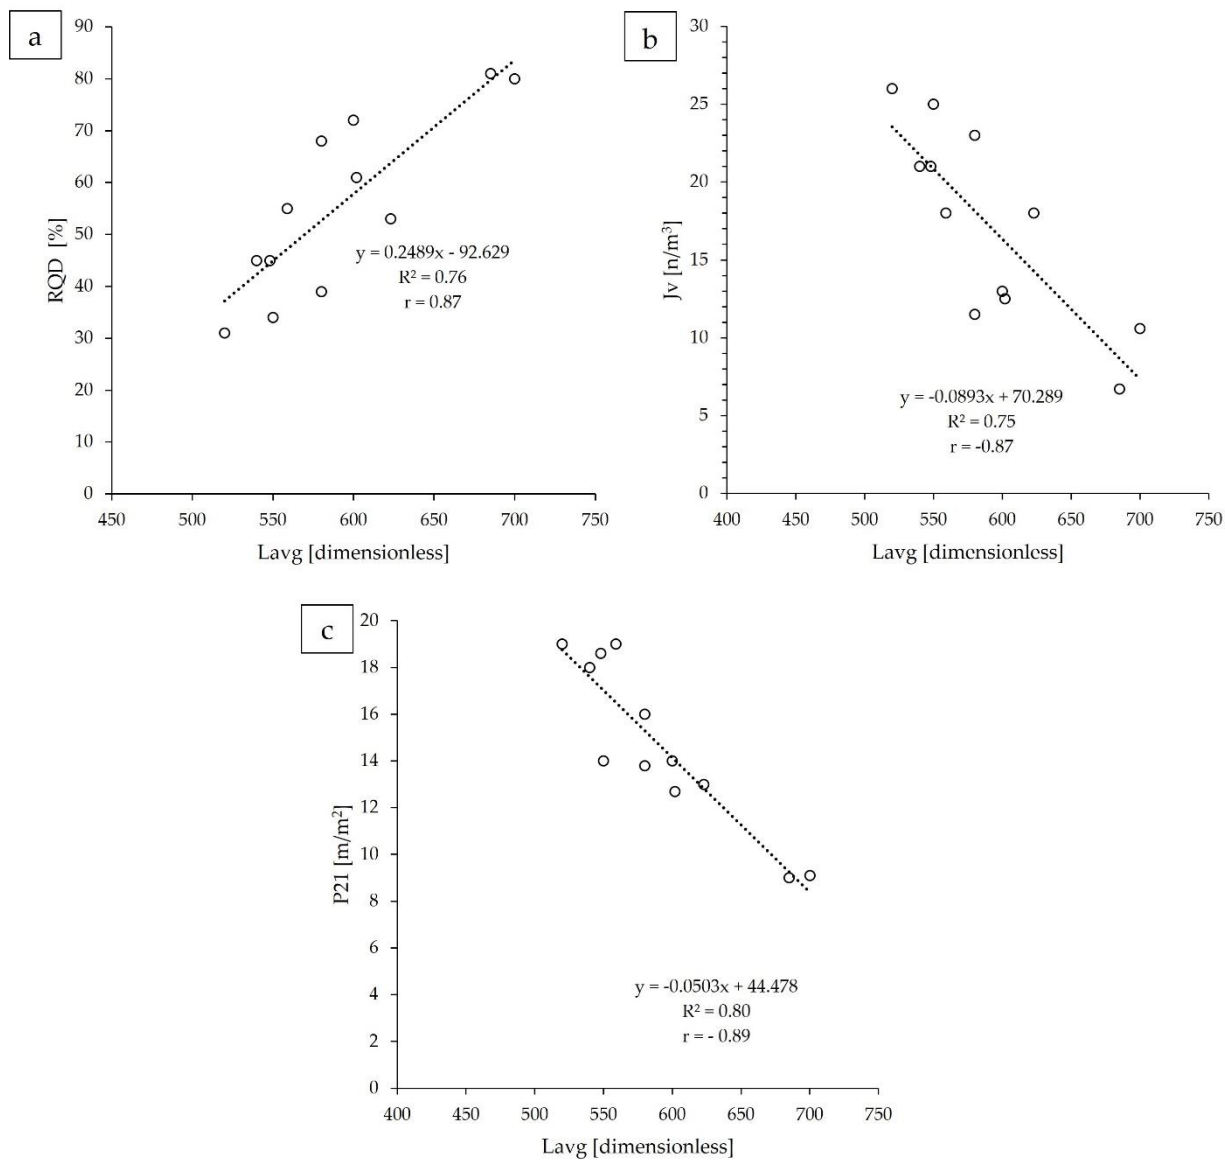 a
90
80
70
60
50
40
30
20
10
0
RQD [%]
y = 0.2489x - 92.629
R² = 0.76
r = 0.87
450 500 550 600 650 700 750
Lavg [dimensionless]
b
30
25
20
15
10
5
0
Jv [n/m³]
y = -0.0893x + 70.289
R² = 0.75
r = -0.87
400 450 500 550 600 650 700 750
Lavg [dimensionless]
c
20
18
16
14
12
10
8
6
4
2
0
P21 [m/m²]
y = -0.0503x + 44.478
R² = 0.80
r = - 0.89
400 450 500 550 600 650 700 750
Lavg [dimensionless]